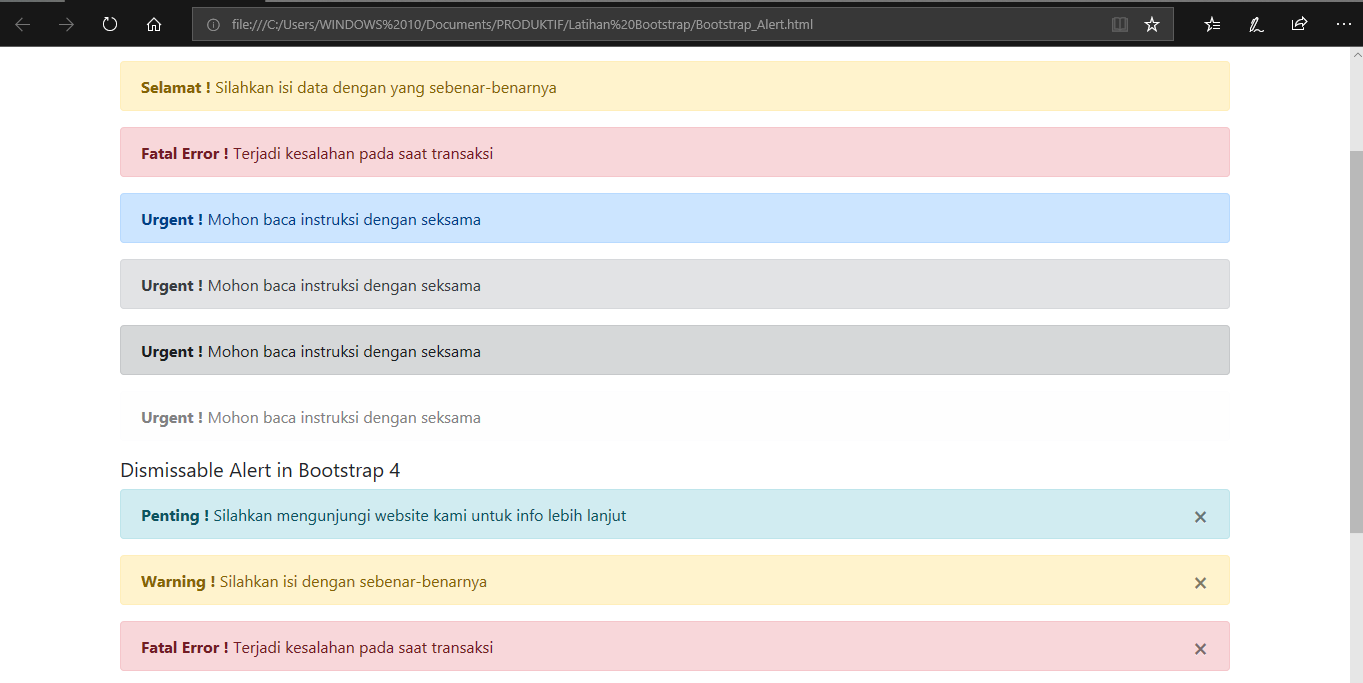 file:///C:/Users/WINDOWS%2010/Documents/PRODUKTIF/Latihan%20Bootstrap/Bootstrap_Alert.html
Selamat ! Silahkan isi data dengan yang sebenar-benarnya
Fatal Error ! Terjadi kesalahan pada saat transaksi
Urgent ! Mohon baca instruksi dengan seksama
Urgent ! Mohon baca instruksi dengan seksama
Urgent ! Mohon baca instruksi dengan seksama
Urgent ! Mohon baca instruksi dengan seksama
Dismissable Alert in Bootstrap 4
Penting ! Silahkan mengunjungi website kami untuk info lebih lanjut ×
Warning ! Silahkan isi dengan sebenar-benarnya ×
Fatal Error ! Terjadi kesalahan pada saat transaksi ×